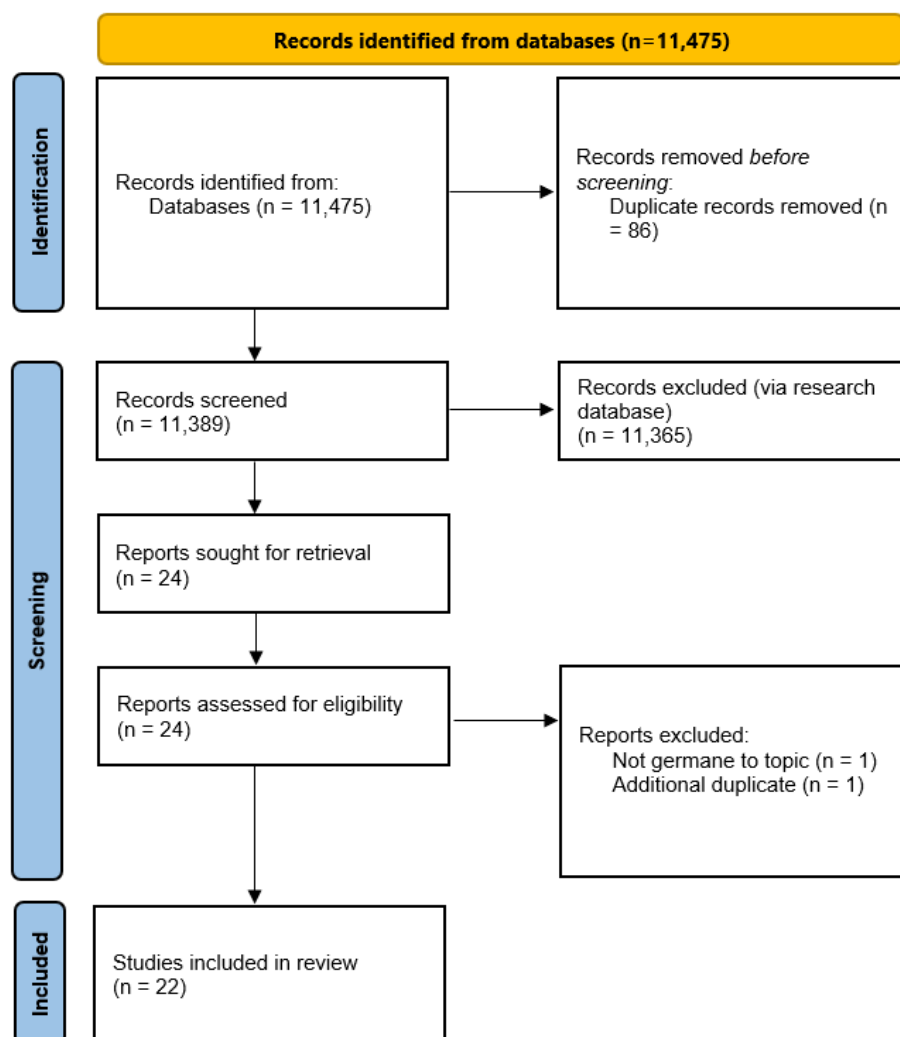 Records identified from databases (n=11,475)
Identification
Records identified from:
Databases (n = 11,475)
Records removed before
screening:
Duplicate records removed (n
= 86)
Screening
Records screened
(n = 11,389)
Records excluded (via research
database)
(n = 11,365)
Reports sought for retrieval
(n = 24)
Reports assessed for eligibility
(n = 24)
Reports excluded:
Not germane to topic (n = 1)
Additional duplicate (n = 1)
Included
Studies included in review
(n = 22)